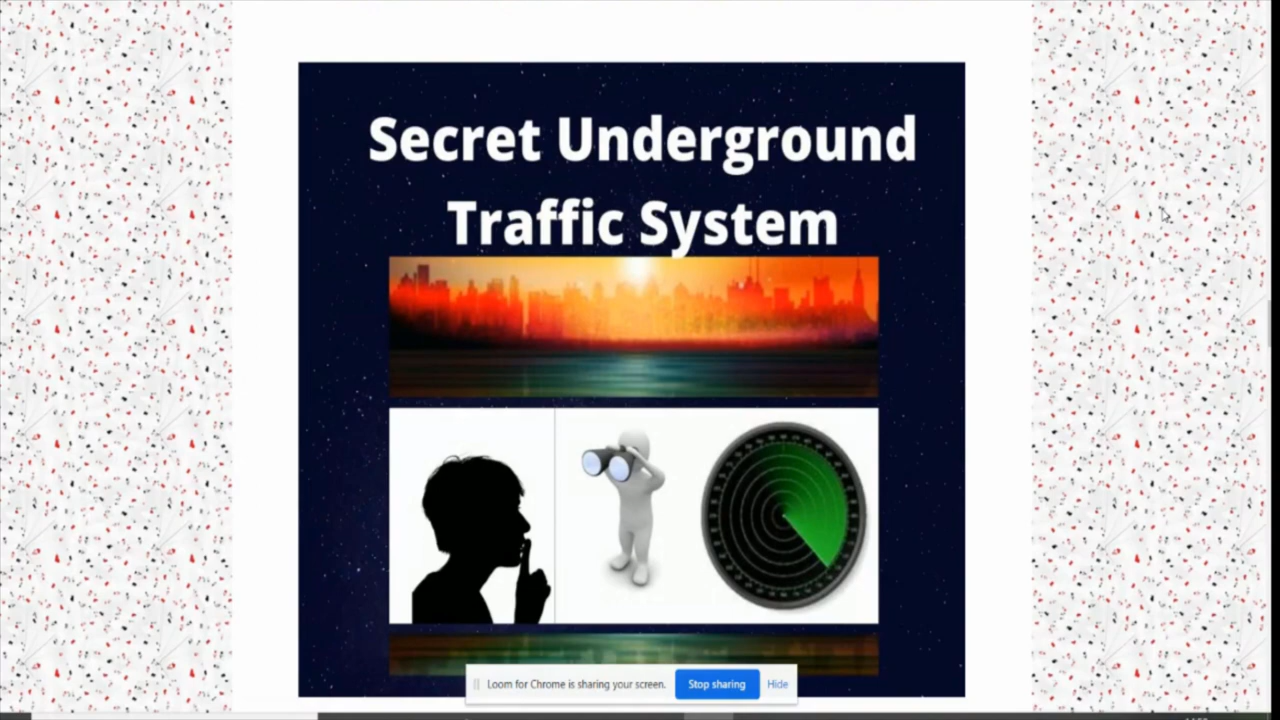 Secret Underground
Traffic System
Loom for Chrome is sharing your screen. Stop sharing Hide